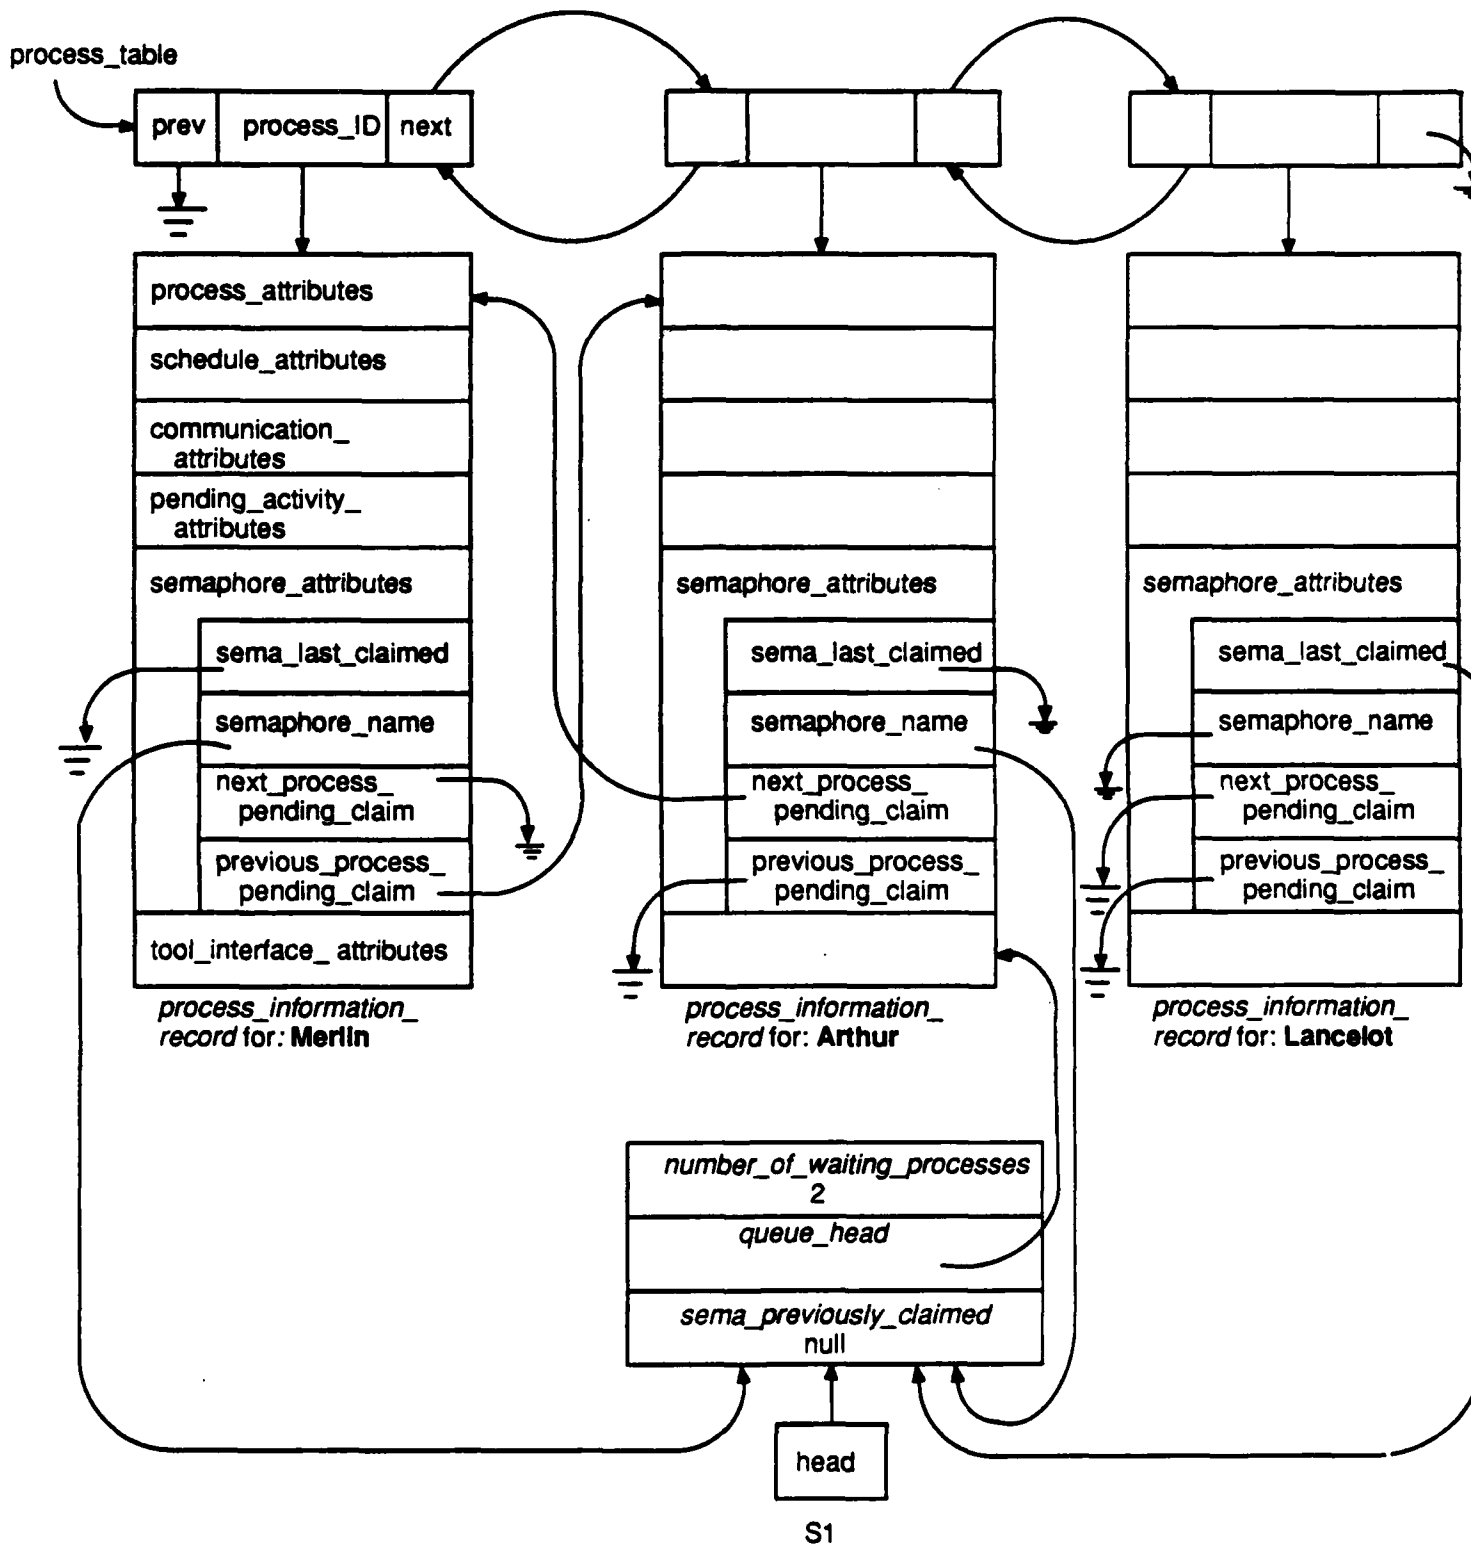 process_table
prev
process_ID
next
process_attributes
schedule_attributes
communication_
attributes
pending_activity_
attributes
semaphore_attributes
sema_last_claimed
semaphore_name
next_process_
pending_claim
previous_process_
pending_claim
tool_interface_ attributes
process_information_
record for: Merlin
semaphore_attributes
sema_last_claimed
semaphore_name
next_process_
pending_claim
previous_process_
pending_claim
process_information_
record for: Arthur
semaphore_attributes
sema_last_claimed
semaphore_name
next_process_
pending_claim
previous_process_
pending_claim
process_information_
record for: Lancelot
number_of_waiting_processes
2
queue_head
sema_previously_claimed
null
head
S1